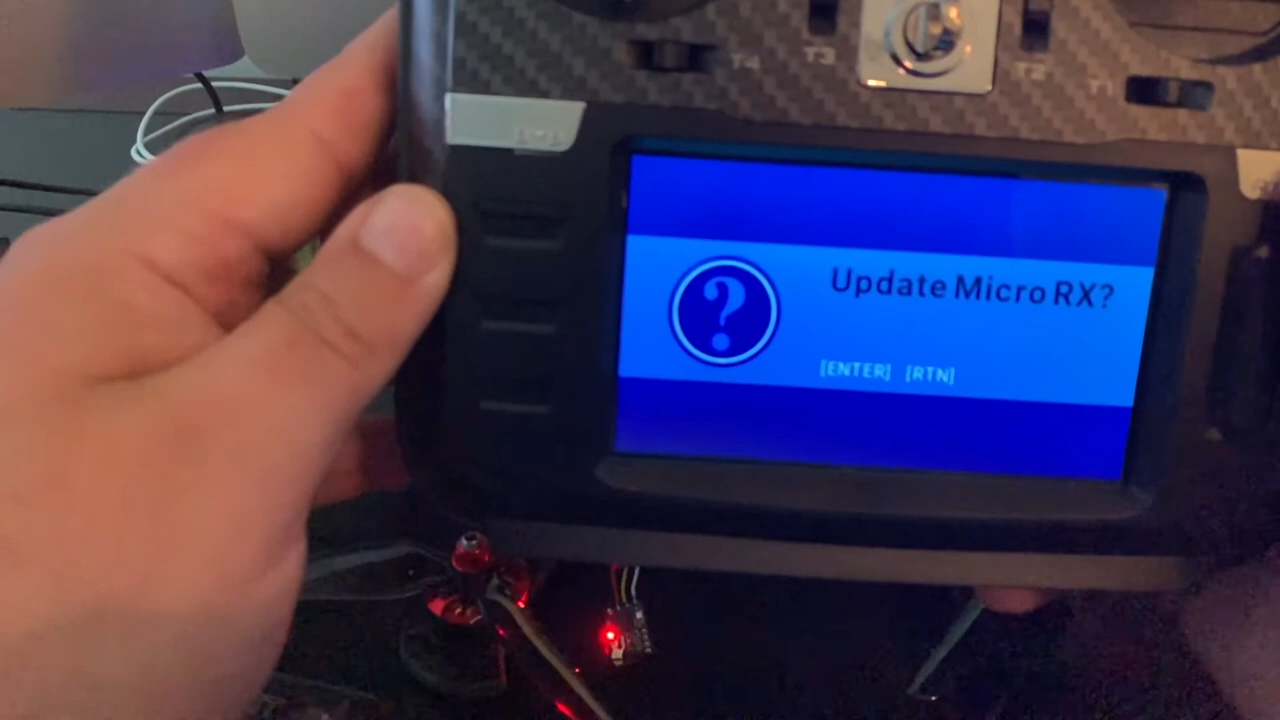 T4
T3
T2
T1
Update Micro RX?
[ENTER] [RTN]